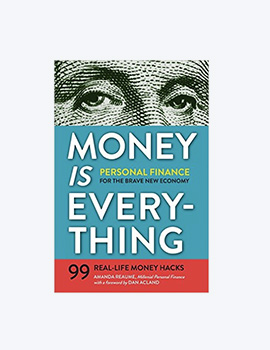 MONEY
IS PERSONAL FINANCE
FOR THE BRAVE NEW ECONOMY
EVERY-
THING
99 REAL-LIFE MONEY HACKS
AMANDA REAUME, Millennial Personal Finance
with a foreword by DAN ACLAND